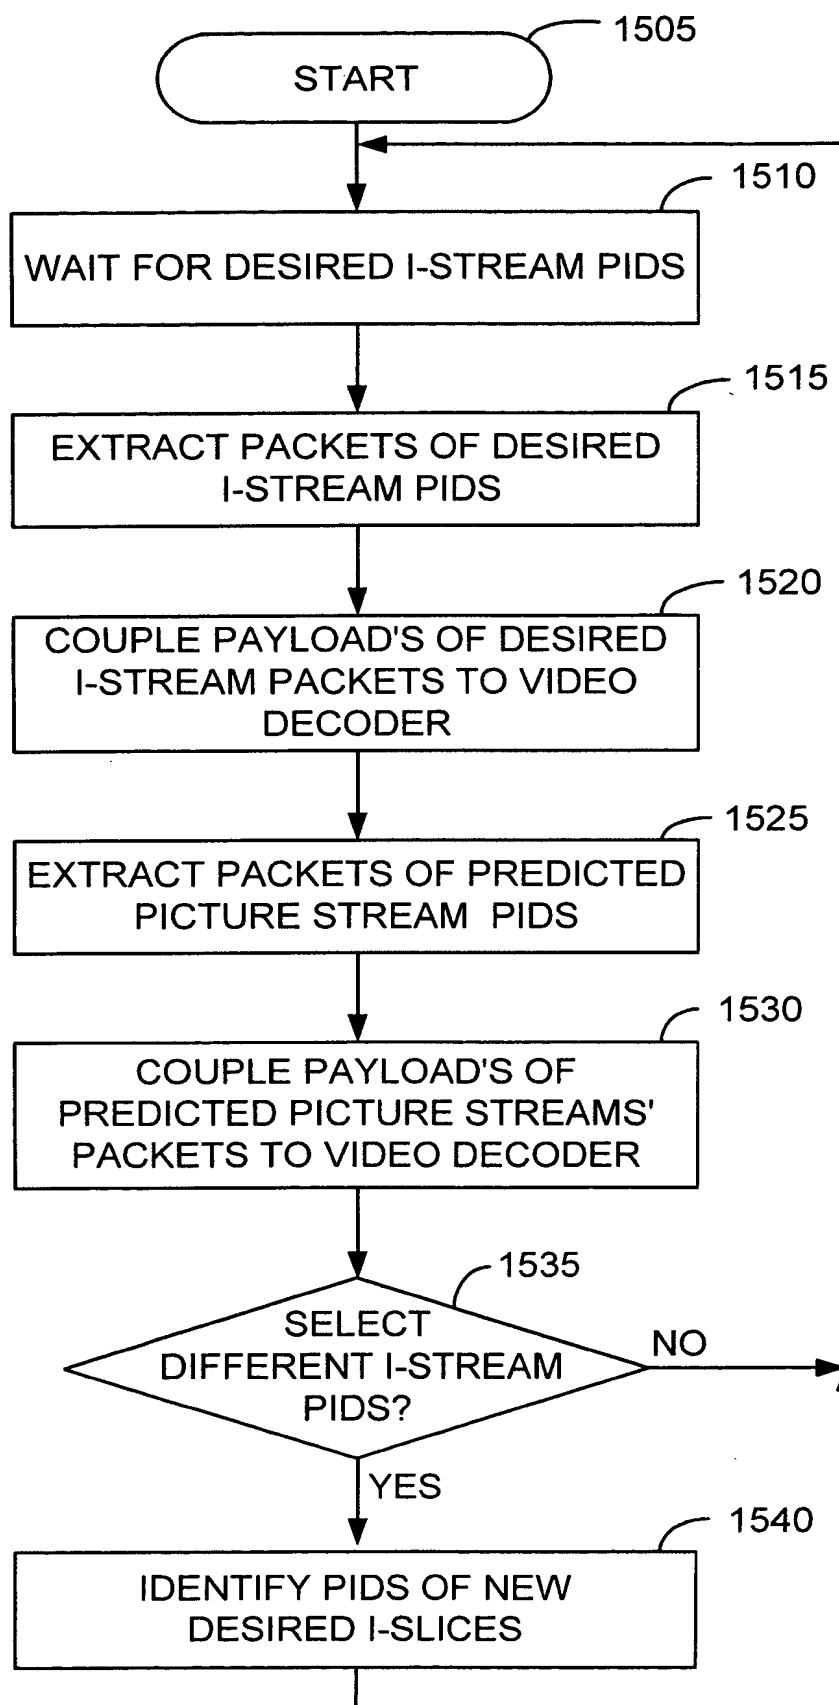 1505
START
1510
WAIT FOR DESIRED I-STREAM PIDS
1515
EXTRACT PACKETS OF DESIRED
I-STREAM PIDS
1520
COUPLE PAYLOAD'S OF DESIRED
I-STREAM PACKETS TO VIDEO
DECODER
1525
EXTRACT PACKETS OF PREDICTED
PICTURE STREAM PIDS
1530
COUPLE PAYLOAD'S OF
PREDICTED PICTURE STREAMS'
PACKETS TO VIDEO DECODER
1535
SELECT
DIFFERENT I-STREAM
PIDS?
NO
YES
1540
IDENTIFY PIDS OF NEW
DESIRED I-SLICES